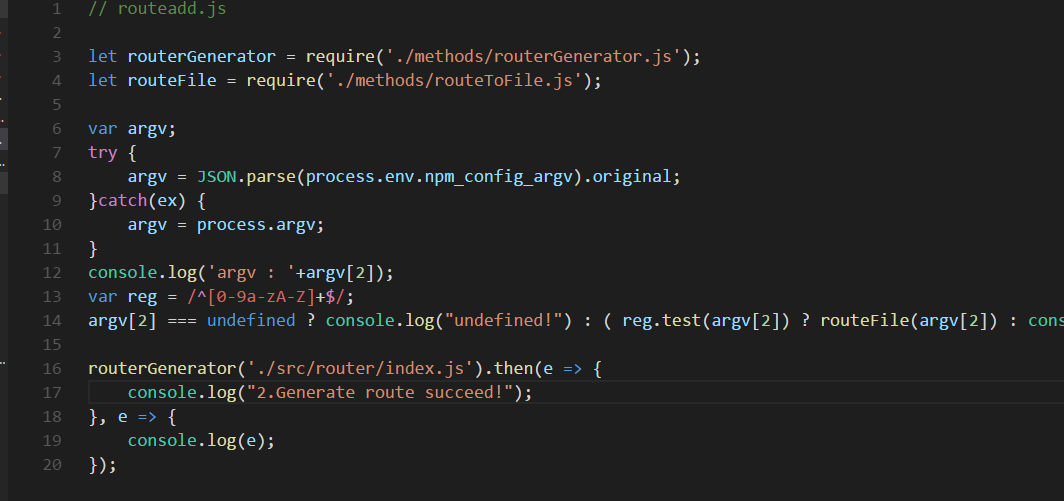 1 // routeadd.js
2
3 let routerGenerator = require('./methods/routerGenerator.js');
4 let routeFile = require('./methods/routeToFile.js');
5
6 var argv;
7 try {
8     argv = JSON.parse(process.env.npm_config_argv).original;
9 }catch(ex) {
10     argv = process.argv;
11 }
12 console.log('argv : '+argv[2]);
13 var reg = /^[0-9a-zA-Z]+$/;
14 argv[2] === undefined ? console.log("undefined!") : ( reg.test(argv[2]) ? routeFile(argv[2]) : cons
15
16 routerGenerator('./src/router/index.js').then(e => {
17     console.log("2.Generate route succeed!");
18 }, e => {
19     console.log(e);
20 });